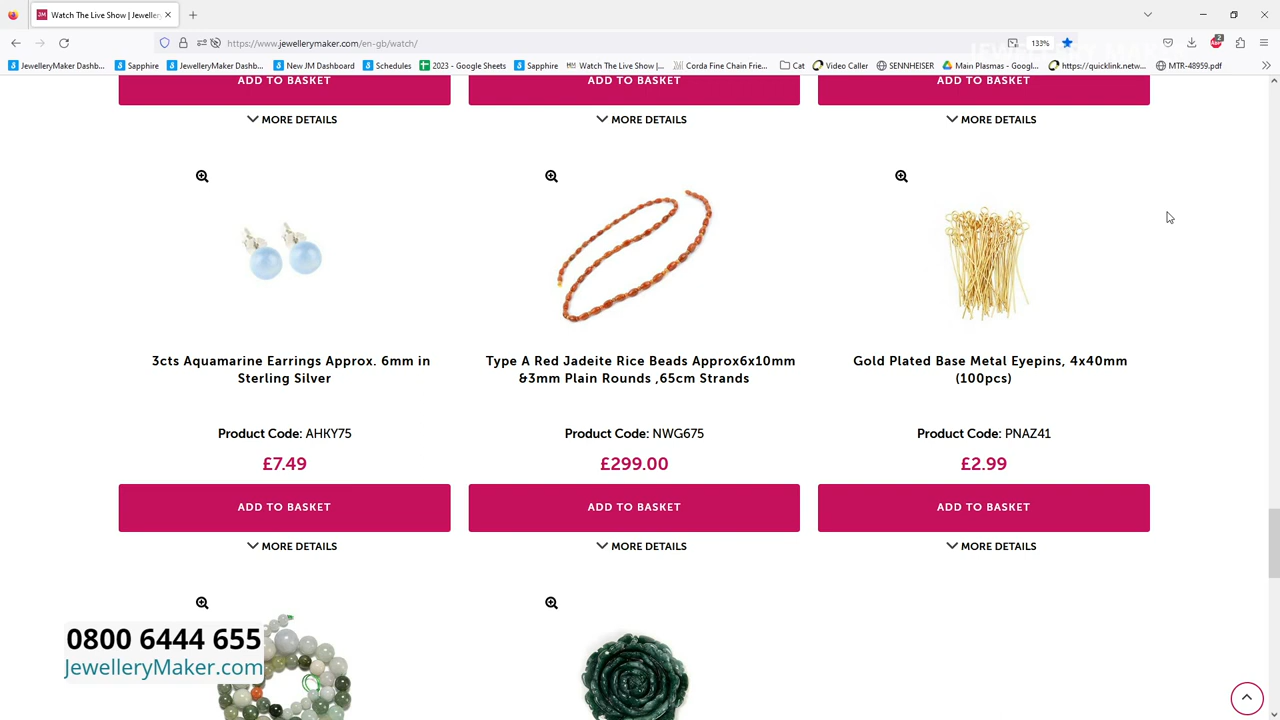 Watch The Live Show | Jeweller
https://www.jewellerymaker.com/en-gb/watch/
133%
2
JewelleryMaker Dashb...
Sapphire
JewelleryMaker Dashb...
New JM Dashboard
Schedules
2023 - Google Sheets
Sapphire
Watch The Live Show |...
Corda Fine Chain Frie...
Cat
Video Caller
SENNHEISER
Main Plasmas - Googl...
https://quicklink.netw...
MTR-48959.pdf
ADD TO BASKET
ADD TO BASKET
ADD TO BASKET
MORE DETAILS
MORE DETAILS
MORE DETAILS
3cts Aquamarine Earrings Approx. 6mm in
Sterling Silver
Product Code: AHKY75
£7.49
ADD TO BASKET
MORE DETAILS
Type A Red Jadeite Rice Beads Approx6x10mm
&3mm Plain Rounds ,65cm Strands
Product Code: NWG675
£299.00
ADD TO BASKET
MORE DETAILS
Gold Plated Base Metal Eyepins, 4x40mm
(100pcs)
Product Code: PNAZ41
£2.99
ADD TO BASKET
MORE DETAILS
0800 6444 655
JewelleryMaker.com